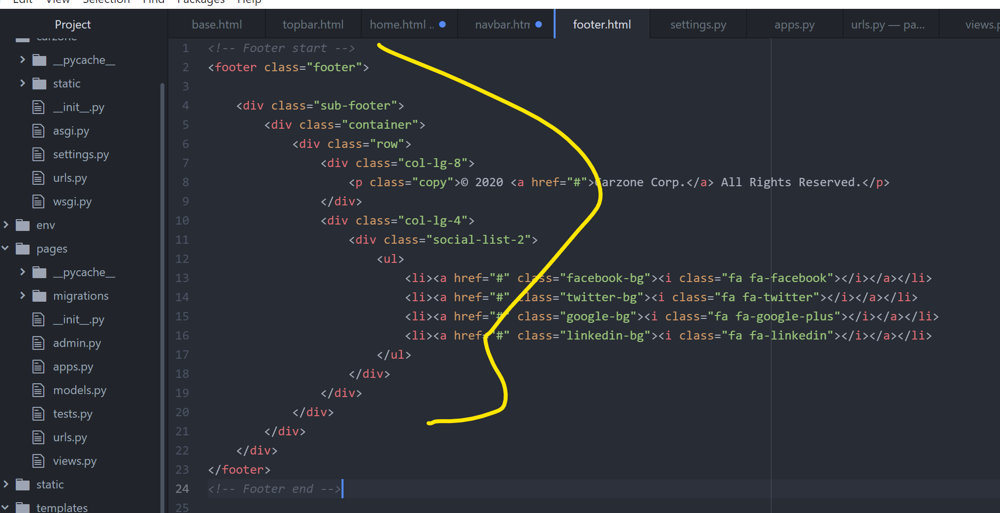 Edit View Selection Find Packages Help
Project
base.html topbar.html home.html .. navbar.htm footer.html settings.py apps.py urls.py — pa... views.p
carzone
__pycache__
static
__init__.py
asgi.py
settings.py
urls.py
wsgi.py
env
pages
__pycache__
migrations
__init__.py
admin.py
apps.py
models.py
tests.py
urls.py
views.py
static
templates
1 <!-- Footer start -->
2 <footer class="footer">
3
4 <div class="sub-footer">
5 <div class="container">
6 <div class="row">
7 <div class="col-lg-8">
8 <p class="copy">© 2020 <a href="#">Carzone Corp.</a> All Rights Reserved.</p>
9 </div>
10 <div class="col-lg-4">
11 <div class="social-list-2">
12 <ul>
13 <li><a href="#" class="facebook-bg"><i class="fa fa-facebook"></i></a></li>
14 <li><a href="#" class="twitter-bg"><i class="fa fa-twitter"></i></a></li>
15 <li><a href="#" class="google-bg"><i class="fa fa-google-plus"></i></a></li>
16 <li><a href="#" class="linkedin-bg"><i class="fa fa-linkedin"></i></a></li>
17 </ul>
18 </div>
19 </div>
20 </div>
21 </div>
22 </div>
23 </footer>
24 <!-- Footer end -->
25